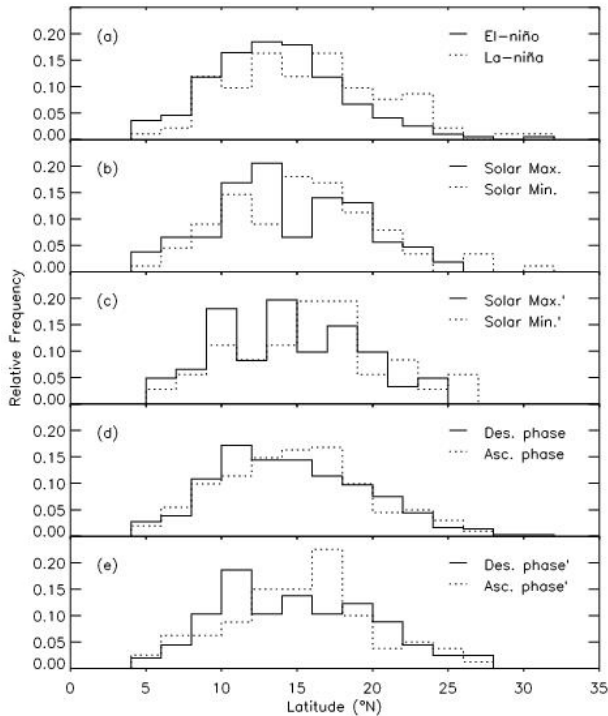 0.20
0.15
0.10
0.05
0.00
(a)
El-niño
La-niña
0.20
0.15
0.10
0.05
0.00
(b)
Solar Max.
Solar Min.
0.20
0.15
0.10
0.05
0.00
(c)
Solar Max.'
Solar Min.'
Relative Frequency
0.20
0.15
0.10
0.05
0.00
(d)
Des. phase
Asc. phase
0.20
0.15
0.10
0.05
0.00
(e)
Des. phase'
Asc. phase'
0 5 10 15 20 25 30 35
Latitude (°N)